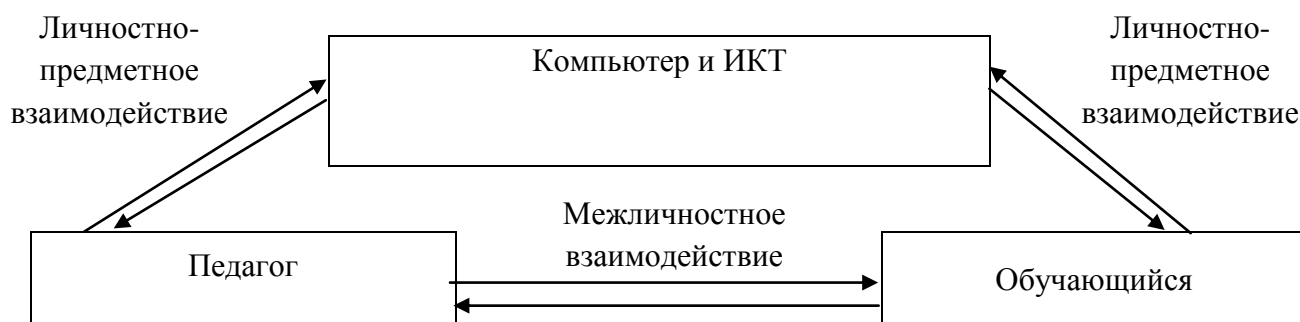 Личностно-
предметное
взаимодействие
Компьютер и ИКТ
Личностно-
предметное
взаимодействие
Межличностное
взаимодействие
Педагог
Обучающийся